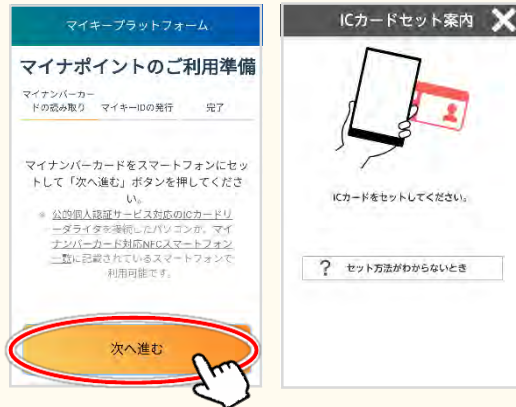 マイキープラットフォーム
マイナポイントのご利用準備
マイナンバーカー
ドの読み取り マイキーIDの発行 完了
マイナンバーカードをスマートフォンにセッ
トして「次へ進む」ボタンを押してくださ
い。
※ 公的個人認証サービス対応のICカードリ
ーダライタを接続したパソコンか、マイ
ナンバーカード対応NFCスマートフォン
一覧に記載されているスマートフォンで
利用可能です。
次へ進む
ICカードセット案内
ICカードをセットしてください。
? セット方法がわからないとき